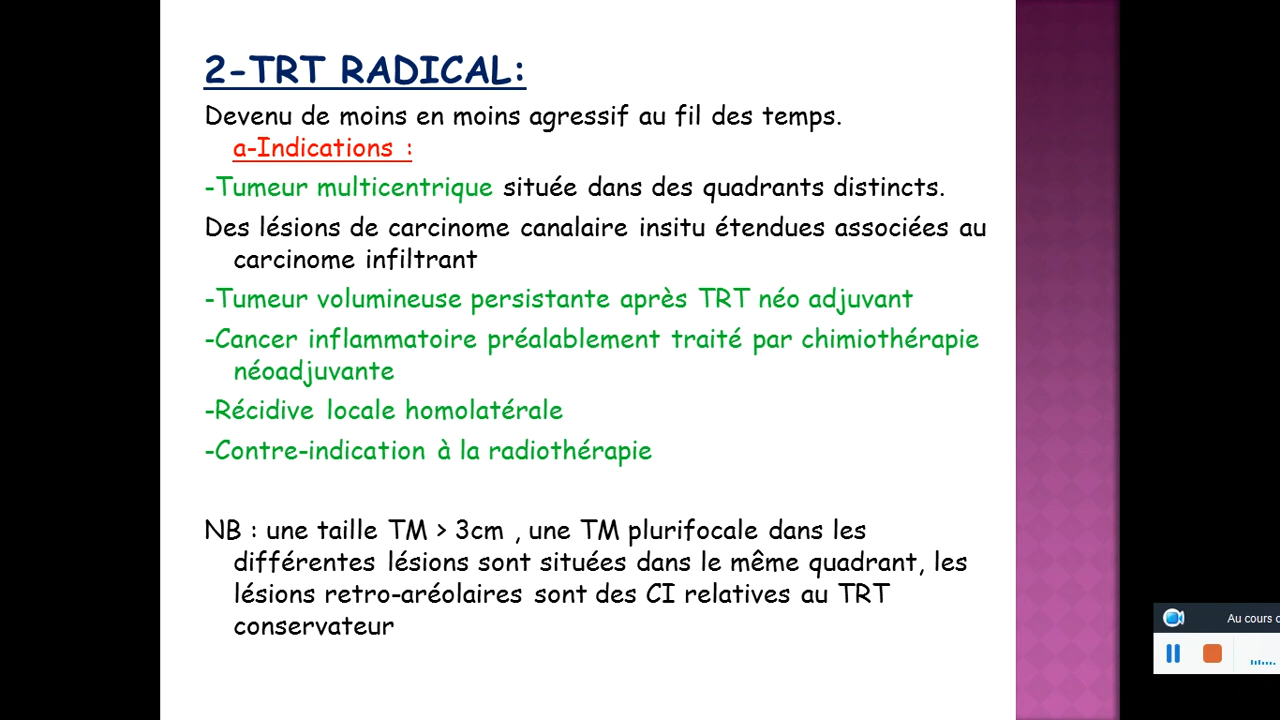 2-TRT RADICAL:
Devenu de moins en moins agressif au fil des temps.
a-Indications :
-Tumeur multicentrique située dans des quadrants distincts.
Des lésions de carcinome canalaire insitu étendues associées au
carcinome infiltrant
-Tumeur volumineuse persistante après TRT néo adjuvant
-Cancer inflammatoire préalablement traité par chimiothérapie
néoadjuvante
-Récidive locale homolatérale
-Contre-indication à la radiothérapie
NB : une taille TM > 3cm , une TM plurifocale dans les
différentes lésions sont situées dans le même quadrant, les
lésions retro-aréolaires sont des CI relatives au TRT
conservateur
Au cours